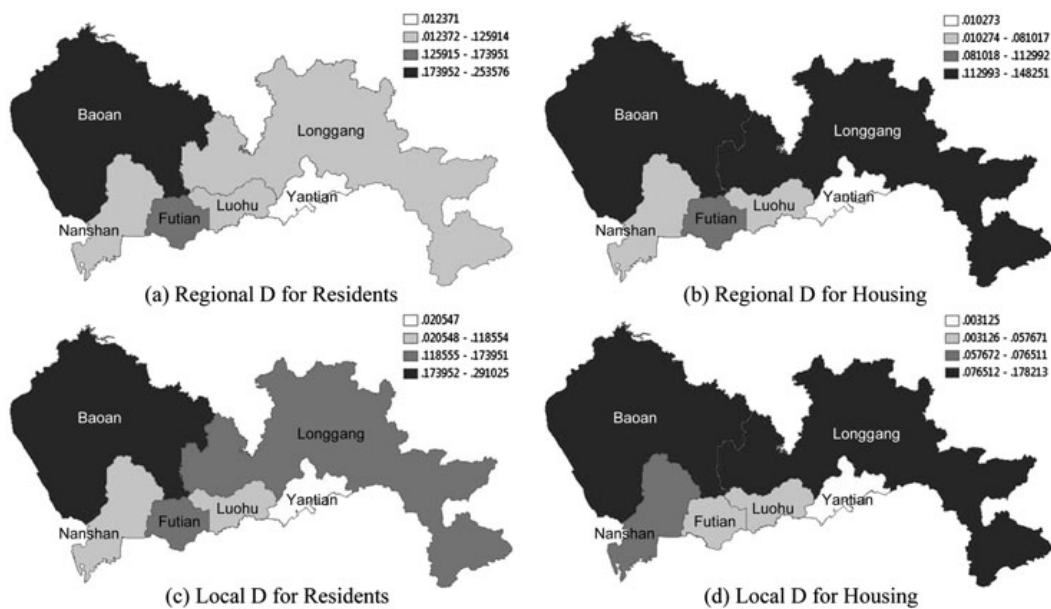 .012371
.012372 - .125914
.125915 - .173951
.173952 - .253576
Baoan
Longgang
Yantian
Luohu
Futian
Nanshan
(a) Regional D for Residents
.010273
.010274 - .081017
.081018 - .112992
.112993 - .148251
Baoan
Longgang
Yantian
Luohu
Futian
Nanshan
(b) Regional D for Housing
.020547
.020548 - .118554
.118555 - .173951
.173952 - .291025
Baoan
Longgang
Yantian
Luohu
Futian
Nanshan
(c) Local D for Residents
.003125
.003126 - .057671
.057672 - .076511
.076512 - .178213
Baoan
Longgang
Yantian
Luohu
Futian
Nanshan
(d) Local D for Housing